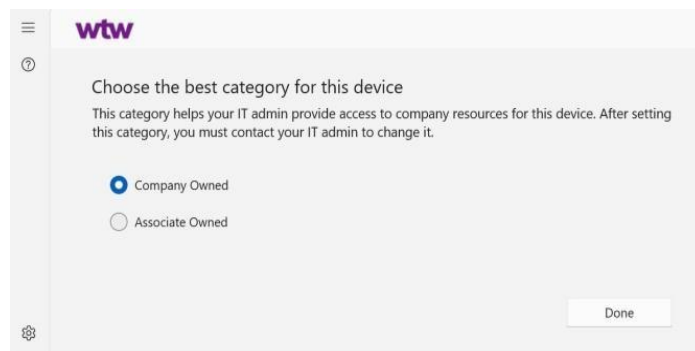 wtw
Choose the best category for this device
This category helps your IT admin provide access to company resources for this device. After setting
this category, you must contact your IT admin to change it.
Company Owned
Associate Owned
Done